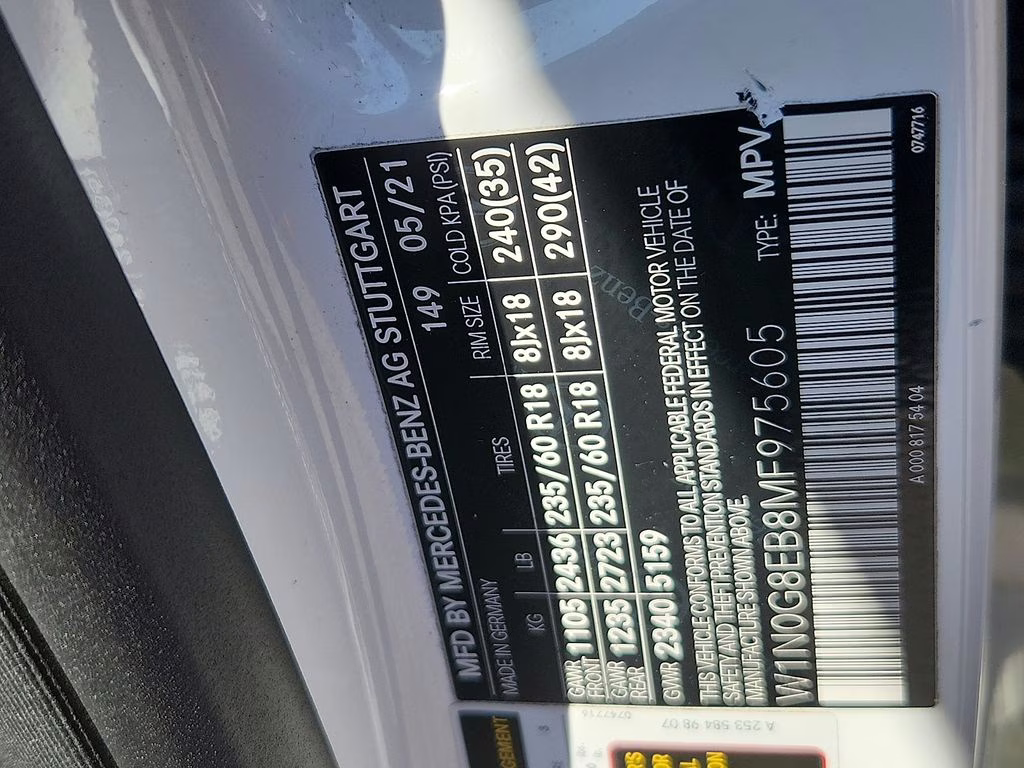 MFD BY MERCEDES-BENZ AG STUTTGART
MADE IN GERMANY 149 05/21
KG LB TIRES RIM SIZE COLD KPA (PSI)
GAWR FRONT 1105 2436 235/60 R18 8Jx18 240(35)
GAWR REAR 1235 2723 235/60 R18 8Jx18 290(42)
GVWR 2340 5159
THIS VEHICLE CONFORMS TO ALL APPLICABLE FEDERAL MOTOR VEHICLE
SAFETY AND THEFT PREVENTION STANDARDS IN EFFECT ON THE DATE OF
MANUFACTURE SHOWN ABOVE.
W1N0G8EB8MF975605 TYPE: MPV
A 000 817 54 04 0747716
0747716
A 253 584 98 07